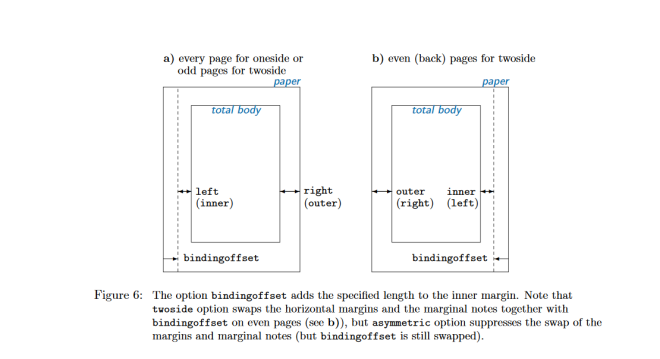 a) every page for oneside or
odd pages for twoside
paper
total body
left
(inner)
right
(outer)
bindingoffset
b) even (back) pages for twoside
paper
total body
outer
(right)
inner
(left)
bindingoffset
Figure 6: The option bindingoffset adds the specified length to the inner margin. Note that
twoside option swaps the horizontal margins and the marginal notes together with
bindingoffset on even pages (see b)), but asymmetric option suppresses the swap of the
margins and marginal notes (but bindingoffset is still swapped).